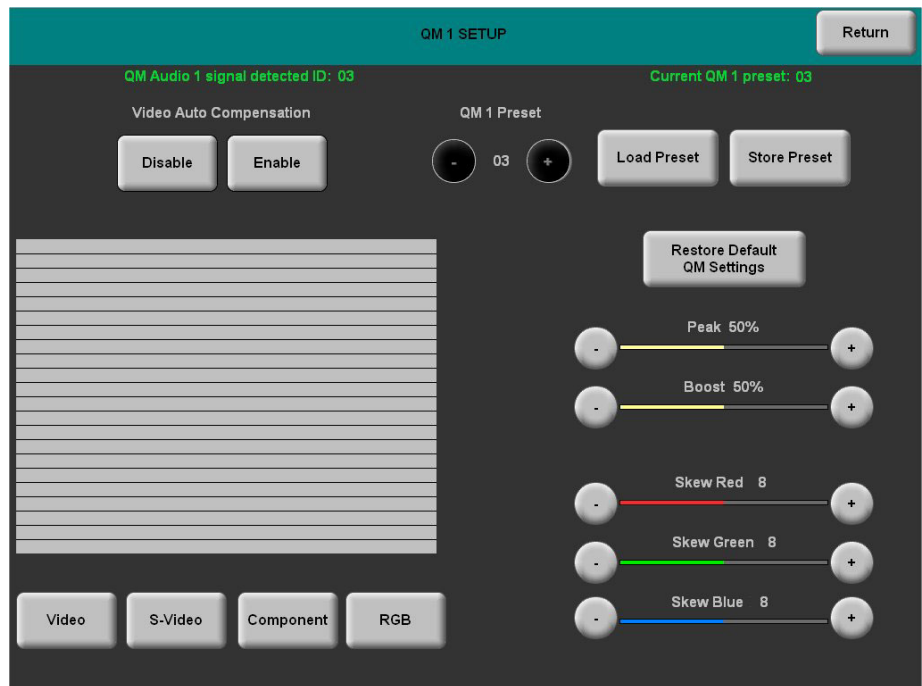 QM 1 SETUP
Return
QM Audio 1 signal detected ID: 03
Current QM 1 preset: 03
Video Auto Compensation
QM 1 Preset
Disable
Enable
-
03
+
Load Preset
Store Preset
Restore Default
QM Settings
Peak 50%
-
+
Boost 50%
-
+
Skew Red 8
-
+
Skew Green 8
-
+
Skew Blue 8
-
+
Video
S-Video
Component
RGB